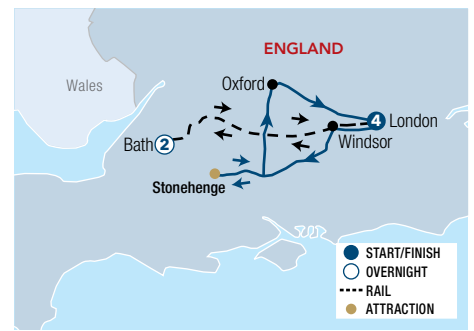 ENGLAND
Wales
Oxford
4 London
Windsor
Bath 2
Stonehenge
START/FINISH
OVERNIGHT
RAIL
ATTRACTION